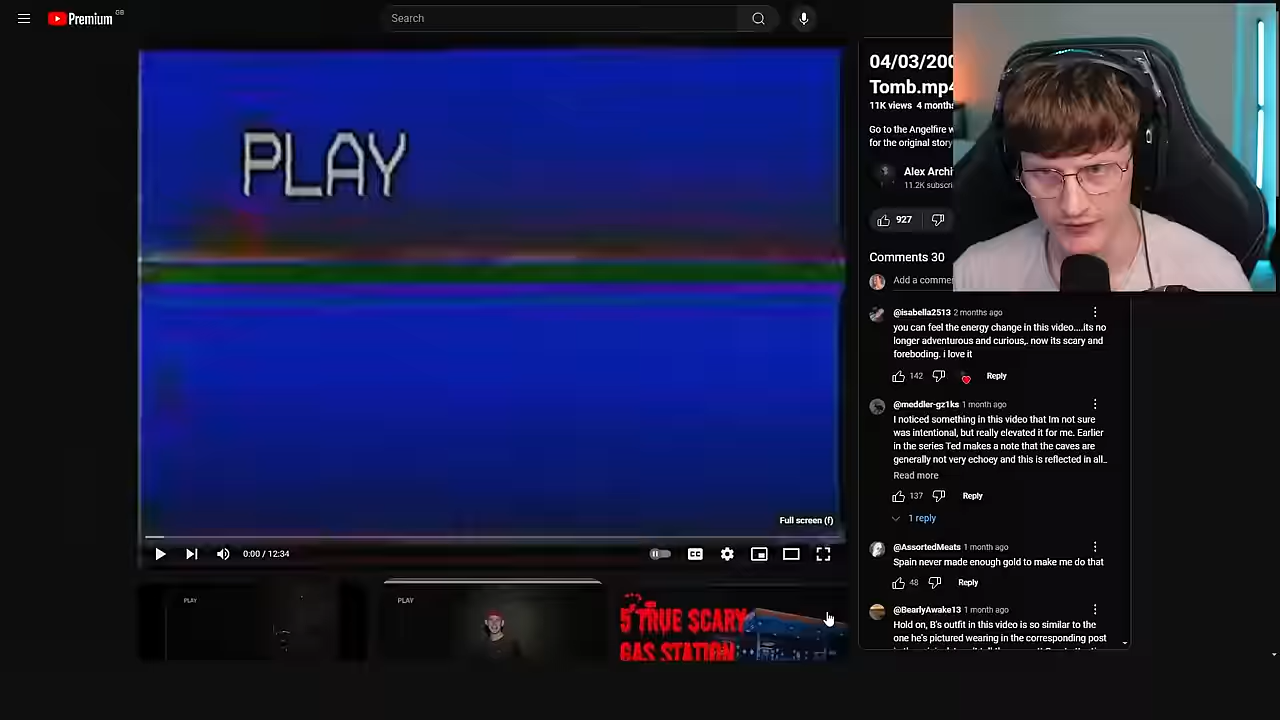 Premium GB
Search
PLAY
04/03/200
Tomb.mp4
11K views 4 months
Go to the Angelfire w
for the original story
Alex Archi
11.2K subscri
927
Comments 30
Add a comme
@isabella2513 2 months ago
you can feel the energy change in this video....its no
longer adventurous and curious,. now its scary and
foreboding. i love it
142 Reply
@meddler-gz1ks 1 month ago
I noticed something in this video that Im not sure
was intentional, but really elevated it for me. Earlier
in the series Ted makes a note that the caves are
generally not very echoey and this is reflected in all...
Read more
137 Reply
1 reply
@AssortedMeats 1 month ago
Spain never made enough gold to make me do that
48 Reply
@BearlyAwake13 1 month ago
Hold on, B's outfit in this video is so similar to the
one he's pictured wearing in the corresponding post
Full screen (f)
0:00 / 12:34
CC
PLAY
PLAY
5 TRUE SCARY
GAS STATION